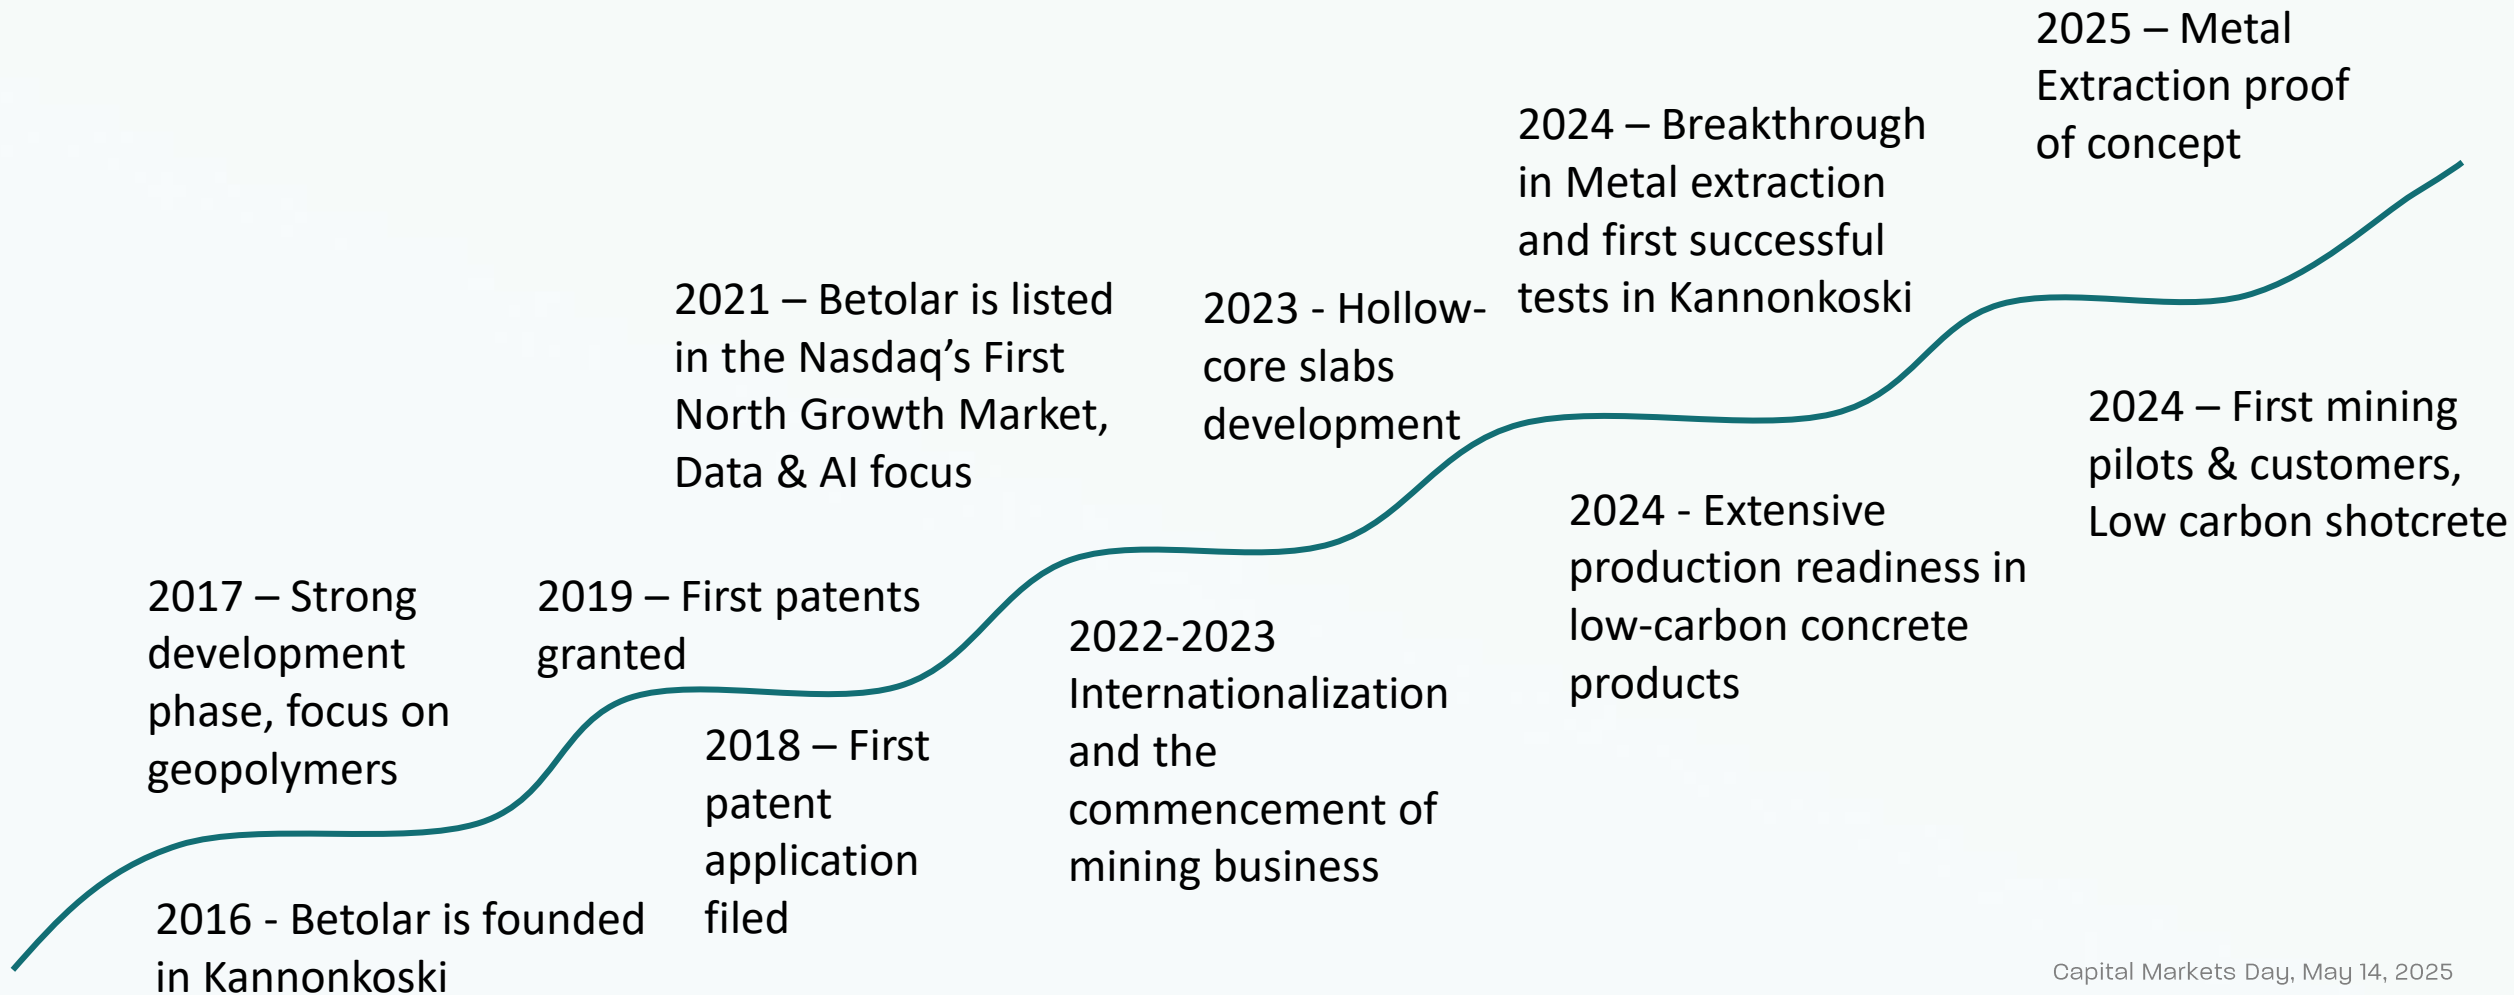 2025 – Metal
Extraction proof
of concept
2024 – Breakthrough
in Metal extraction
and first successful
tests in Kannonkoski
2021 – Betolar is listed
in the Nasdaq’s First
North Growth Market,
Data & AI focus
2023 - Hollow-
core slabs
development
2024 – First mining
pilots & customers,
Low carbon shotcrete
2024 - Extensive
production readiness in
low-carbon concrete
products
2017 – Strong
development
phase, focus on
geopolymers
2019 – First patents
granted
2022-2023
Internationalization
and the
commencement of
mining business
2018 – First
patent
application
filed
2016 - Betolar is founded
in Kannonkoski
Capital Markets Day, May 14, 2025